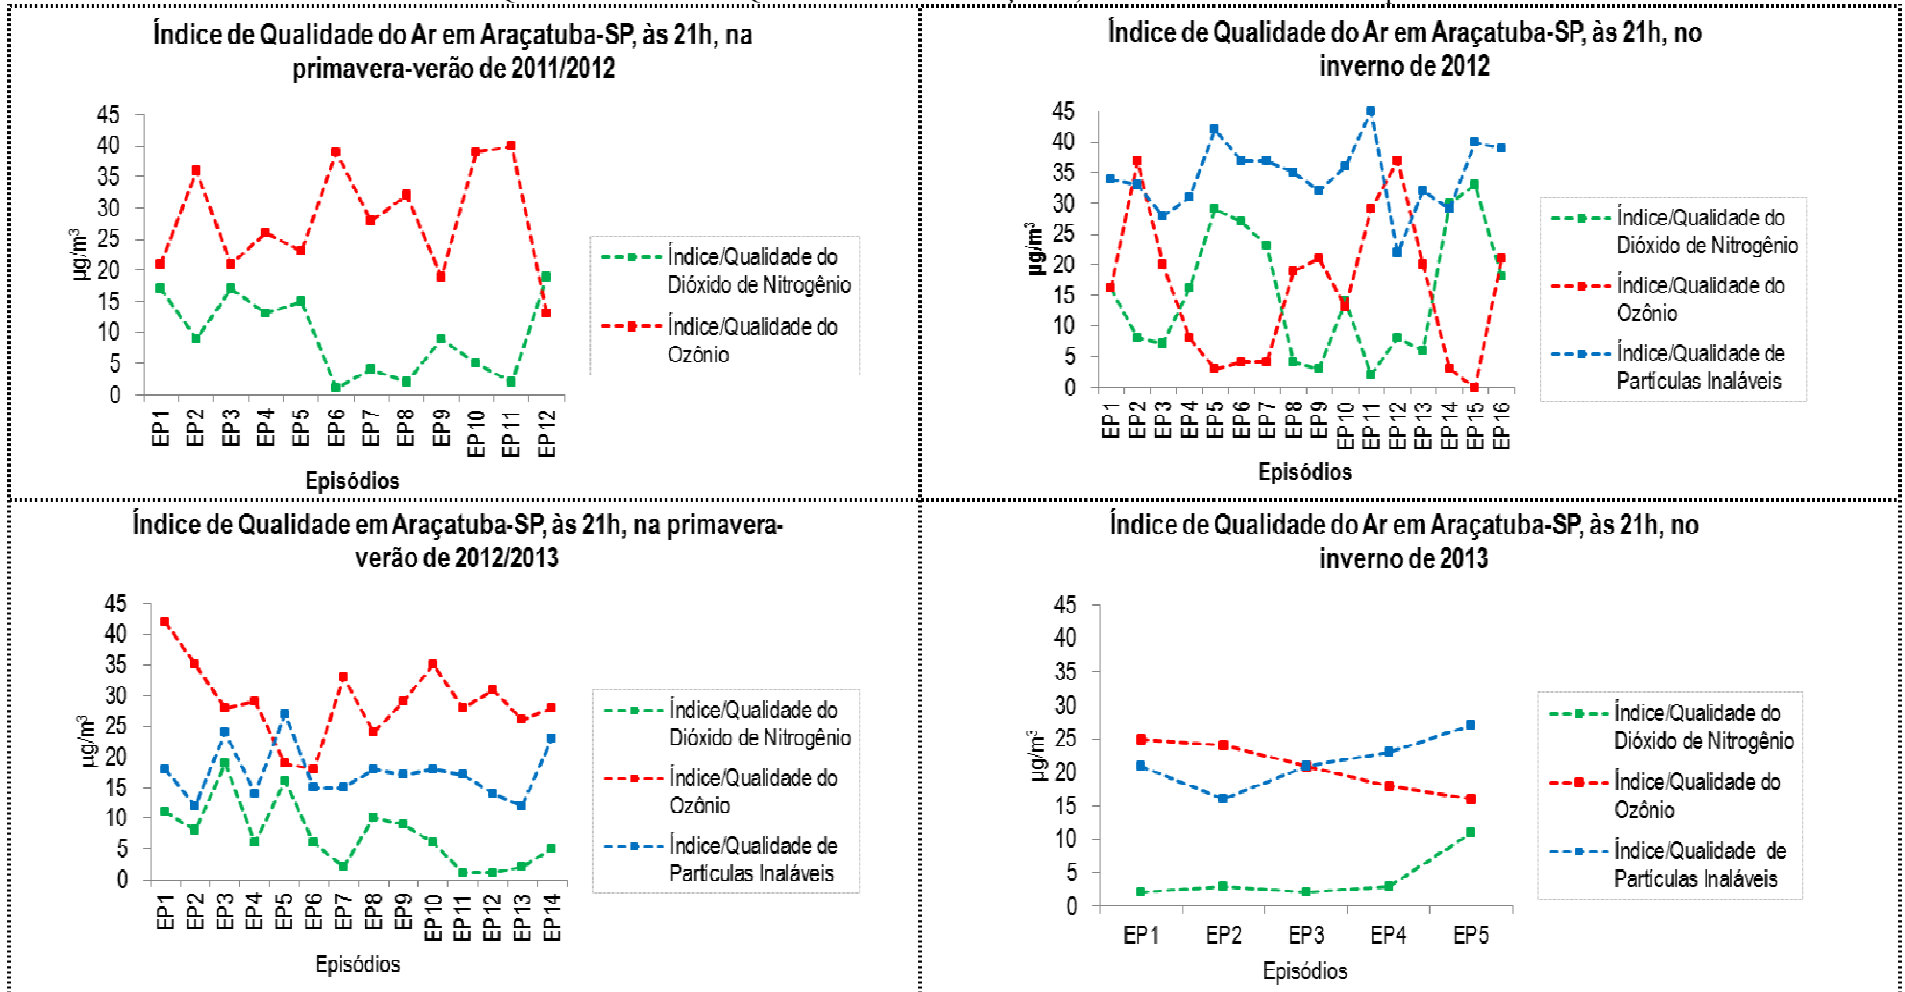 Índice de Qualidade do Ar em Araçatuba-SP, às 21h, na
primavera-verão de 2011/2012
45
40
35
30
25
20
15
10
5
0
µg/m³
EP1
EP2
EP3
EP4
EP5
EP6
EP7
EP8
EP9
EP10
EP11
EP12
Episódios
Índice/Qualidade do
Dióxido de Nitrogênio
Índice/Qualidade do
Ozônio
Índice de Qualidade do Ar em Araçatuba-SP, às 21h, no
inverno de 2012
45
40
35
30
25
20
15
10
5
0
µg/m³
EP1
EP2
EP3
EP4
EP5
EP6
EP7
EP8
EP9
EP10
EP11
EP12
EP13
EP14
EP15
EP16
Episódios
Índice/Qualidade do
Dióxido de Nitrogênio
Índice/Qualidade do
Ozônio
Índice/Qualidade de
Partículas Inaláveis
Índice de Qualidade em Araçatuba-SP, às 21h, na primavera-
verão de 2012/2013
45
40
35
30
25
20
15
10
5
0
µg/m³
EP1
EP2
EP3
EP4
EP5
EP6
EP7
EP8
EP9
EP10
EP11
EP12
EP13
EP14
Episódios
Índice/Qualidade do
Dióxido de Nitrogênio
Índice/Qualidade do
Ozônio
Índice/Qualidade de
Partículas Inaláveis
Índice de Qualidade do Ar em Araçatuba-SP, às 21h, no
inverno de 2013
45
40
35
30
25
20
15
10
5
0
µg/m³
EP1
EP2
EP3
EP4
EP5
Episódios
Índice/Qualidade do
Dióxido de Nitrogênio
Índice/Qualidade do
Ozônio
Índice/Qualidade de
Partículas Inaláveis